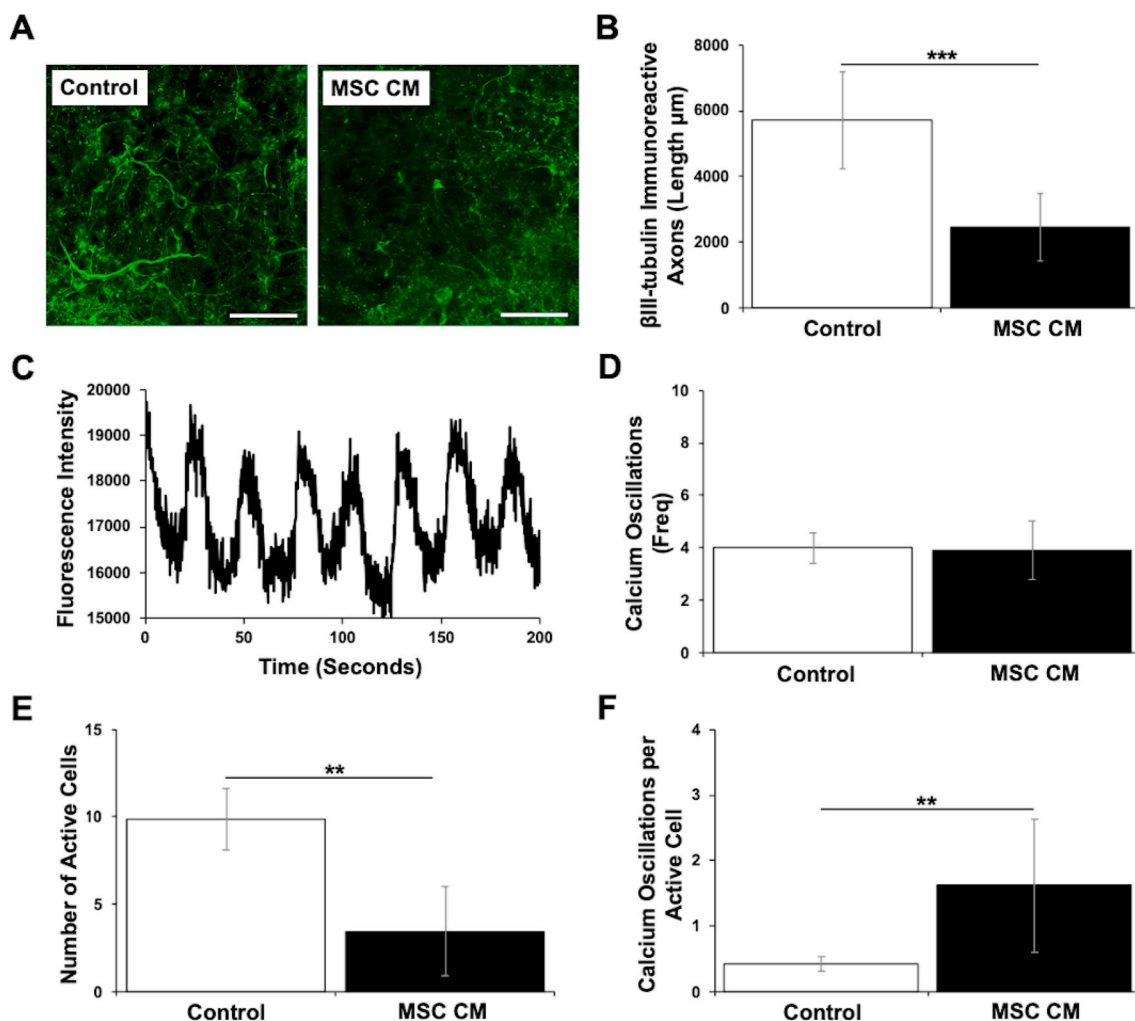 A
Control
MSC CM
B
βIII-tubulin Immunoreactive
Axons (Length µm)
8000
6000
4000
2000
0
***
Control
MSC CM
C
Fluorescence Intensity
20000
19000
18000
17000
16000
15000
0
50
100
150
200
Time (Seconds)
D
Calcium Oscillations
(Freq)
10
8
6
4
2
0
Control
MSC CM
E
Number of Active Cells
15
10
5
0
**
Control
MSC CM
F
Calcium Oscillations per
Active Cell
4
3
2
1
0
**
Control
MSC CM